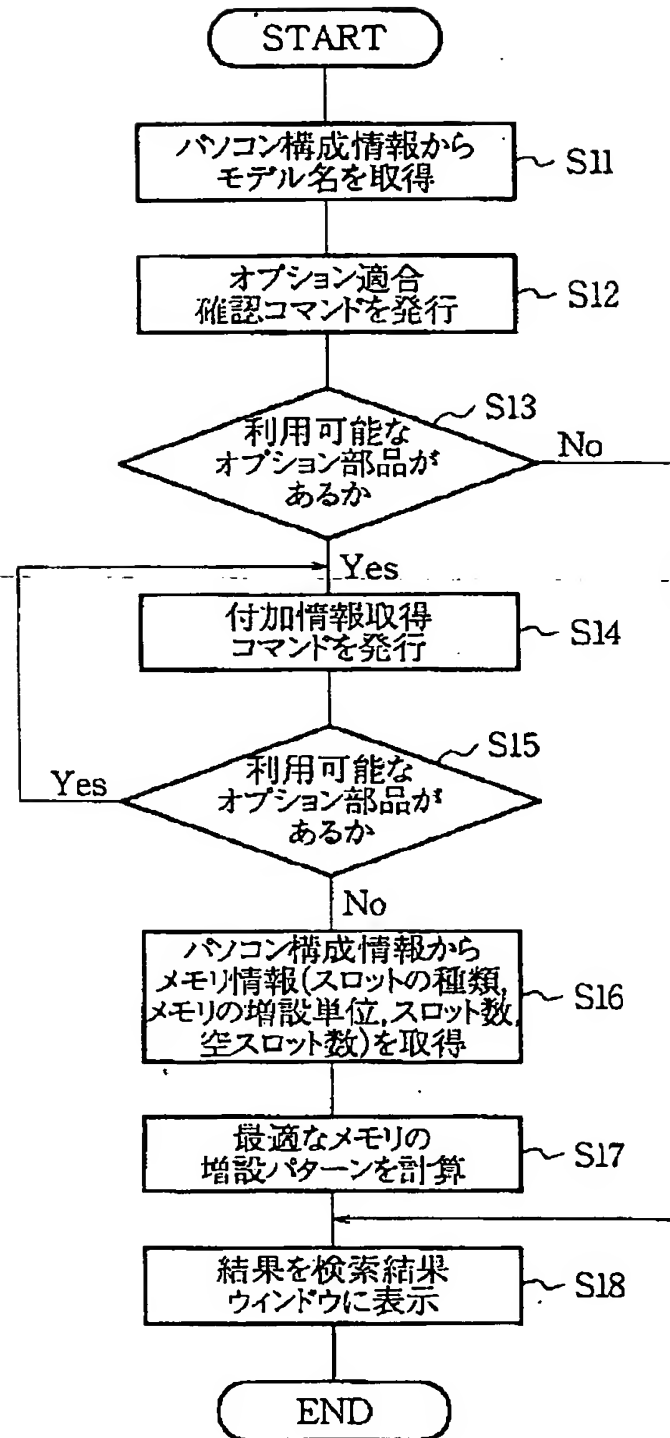 START
パソコン構成情報から
モデル名を取得
S11
オプション適合
確認コマンドを発行
S12
S13
利用可能な
オプション部品が
あるか
No
Yes
付加情報取得
コマンドを発行
S14
S15
利用可能な
オプション部品が
あるか
Yes
No
パソコン構成情報から
メモリ情報(スロットの種類,
メモリの増設単位,スロット数,
空スロット数)を取得
S16
最適なメモリの
増設パターンを計算
S17
結果を検索結果
ウィンドウに表示
S18
END